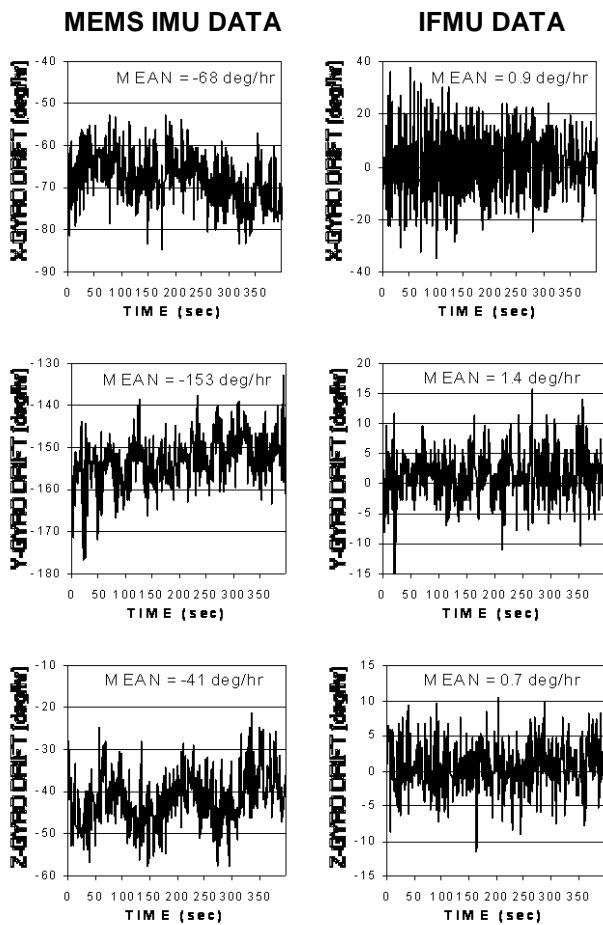 MEMS IMU DATA
IFMU DATA
X-GYRO DRIFT [deg/hr]
-40
-50
-60
-70
-80
-90
MEAN = -68 deg/hr
0 50 100 150 200 250 300 350
TIME (sec)
X-GYRO DRIFT [deg/hr]
40
20
0
-20
-40
MEAN = 0.9 deg/hr
0 50 100 150 200 250 300 350
TIME (sec)
Y-GYRO DRIFT [deg/hr]
-130
-140
-150
-160
-170
-180
MEAN = -153 deg/hr
0 50 100 150 200 250 300 350
TIME (sec)
Y-GYRO DRIFT [deg/hr]
20
15
10
5
0
-5
-10
-15
MEAN = 1.4 deg/hr
0 50 100 150 200 250 300 350
TIME (sec)
Z-GYRO DRIFT [deg/hr]
-10
-20
-30
-40
-50
-60
MEAN = -41 deg/hr
0 50 100 150 200 250 300 350
TIME (sec)
Z-GYRO DRIFT [deg/hr]
15
10
5
0
-5
-10
-15
MEAN = 0.7 deg/hr
0 50 100 150 200 250 300 350
TIME (sec)